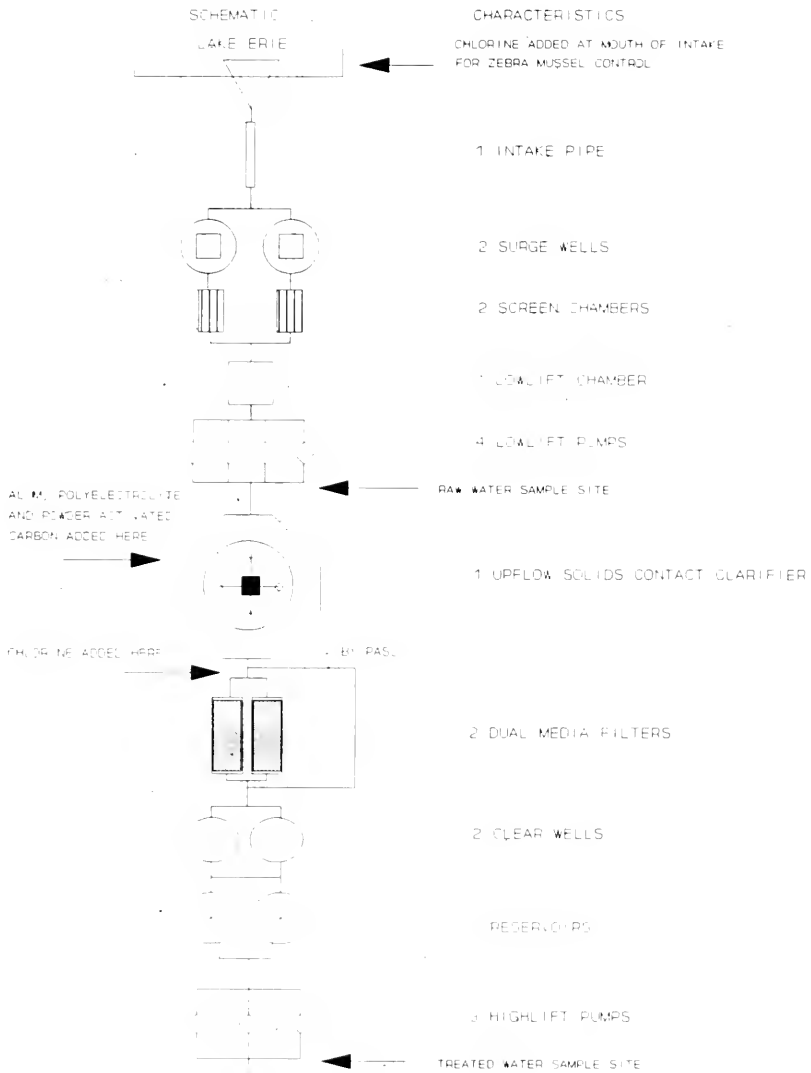 SCHEMATIC
CHARACTERISTICS
LAKE ERIE
CHLORINE ADDED AT MOUTH OF INTAKE
FOR ZEBRA MUSSEL CONTROL
1 INTAKE PIPE
2 SURGE WELLS
2 SCREEN CHAMBERS
LOWLIFT CHAMBER
4 LOWLIFT PUMPS
RAW WATER SAMPLE SITE
ALUM, POLYELECTROLYTE
AND POWDER ACTIVATED
CARBON ADDED HERE
1 UPFLOW SOLIDS CONTACT CLARIFIER
CHLORINE ADDED HERE
BY PASS
2 DUAL MEDIA FILTERS
2 CLEAR WELLS
RESERVOIRS
HIGHLIFT PUMPS
TREATED WATER SAMPLE SITE